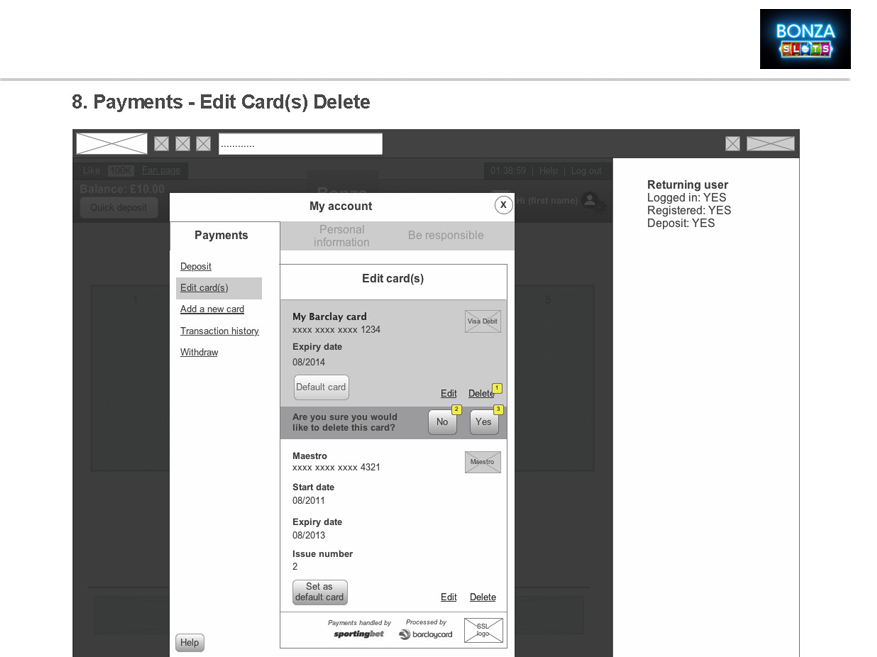 BONZA
SLOTS
8. Payments - Edit Card(s) Delete
............
Like 100K Fan page
01:38:59 | Help | Log out
Balance: £10.00
Quick deposit
Bonza
Hi (first name)
My account
X
Payments
Personal
information
Be responsible
Deposit
Edit card(s)
Add a new card
Transaction history
Withdraw
Help
Edit card(s)
My Barclay card
xxxx xxxx xxxx 1234
Visa Debit
Expiry date
08/2014
Default card
Edit
Delete
1
Are you sure you would
like to delete this card?
No
2
Yes
3
Maestro
xxxx xxxx xxxx 4321
Maestro
Start date
08/2011
Expiry date
08/2013
Issue number
2
Set as
default card
Edit
Delete
Payments handled by
sportingbet
Processed by
barclaycard
SSL
logo
1
5
Returning user
Logged in: YES
Registered: YES
Deposit: YES